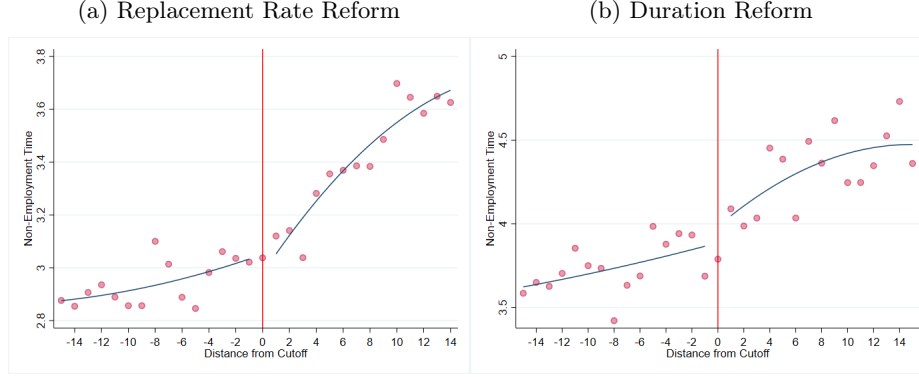 (a) Replacement Rate Reform
Non-Employment Time
3.8
3.6
3.4
3.2
3
2.8
-14 -12 -10 -8 -6 -4 -2 0 2 4 6 8 10 12 14
Distance from Cutoff
(b) Duration Reform
Non-Employment Time
5
4.5
4
3.5
-14 -12 -10 -8 -6 -4 -2 0 2 4 6 8 10 12 14
Distance from Cutoff